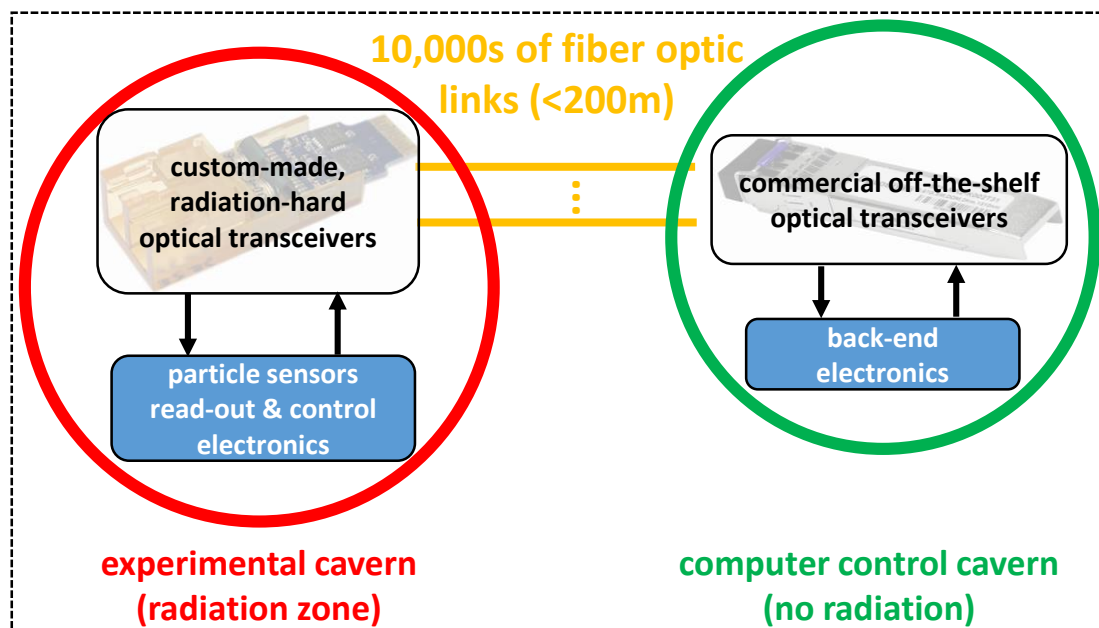 10,000s of fiber optic
links (<200m)
custom-made,
radiation-hard
optical transceivers
commercial off-the-shelf
optical transceivers
particle sensors
read-out & control
electronics
back-end
electronics
experimental cavern
(radiation zone)
computer control cavern
(no radiation)